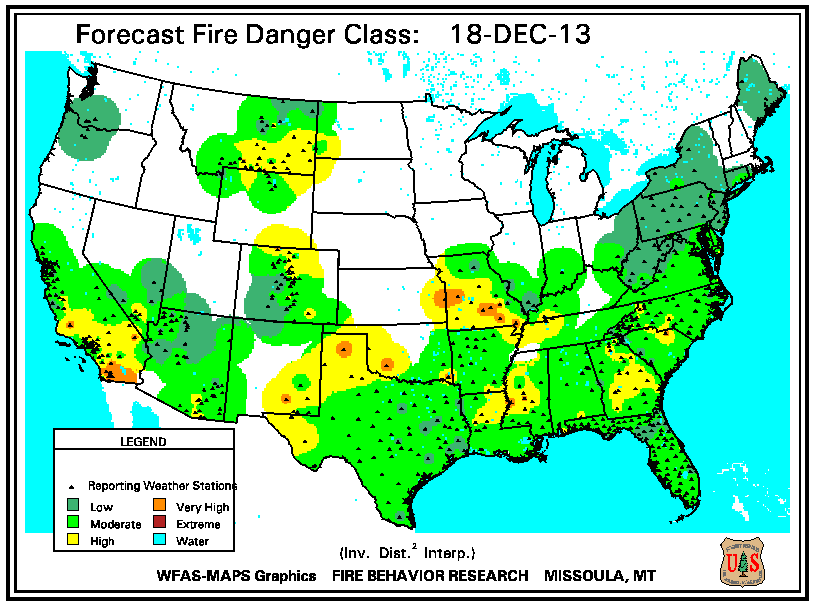 Forecast Fire Danger Class: 18-DEC-13
LEGEND
Reporting Weather Stations
Low
Very High
Moderate
Extreme
High
Water
(Inv. Dist.2 Interp.)
WFAS-MAPS Graphics FIRE BEHAVIOR RESEARCH MISSOULA, MT
U S